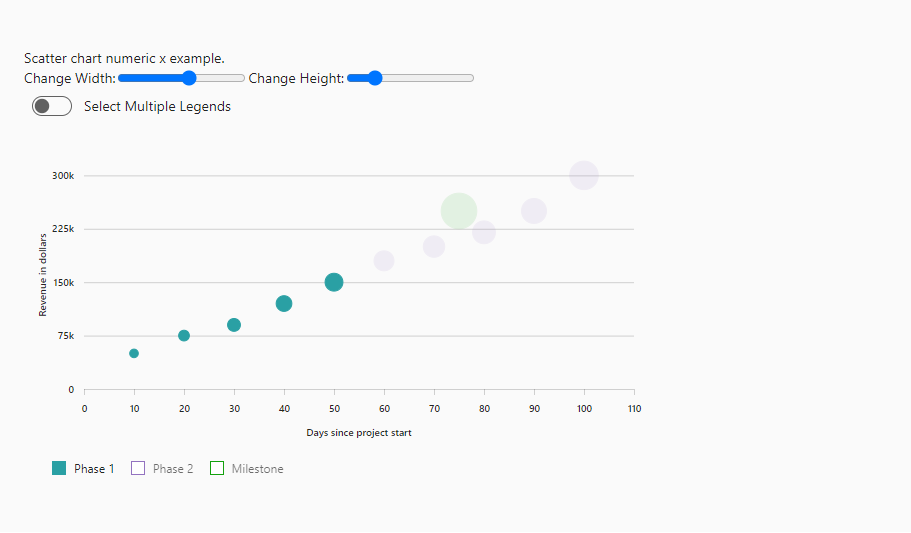 Scatter chart numeric x example.
Change Width: Change Height:
Select Multiple Legends
300k
225k
150k
75k
0
Revenue in dollars
0 10 20 30 40 50 60 70 80 90 100 110
Days since project start
Phase 1 Phase 2 Milestone